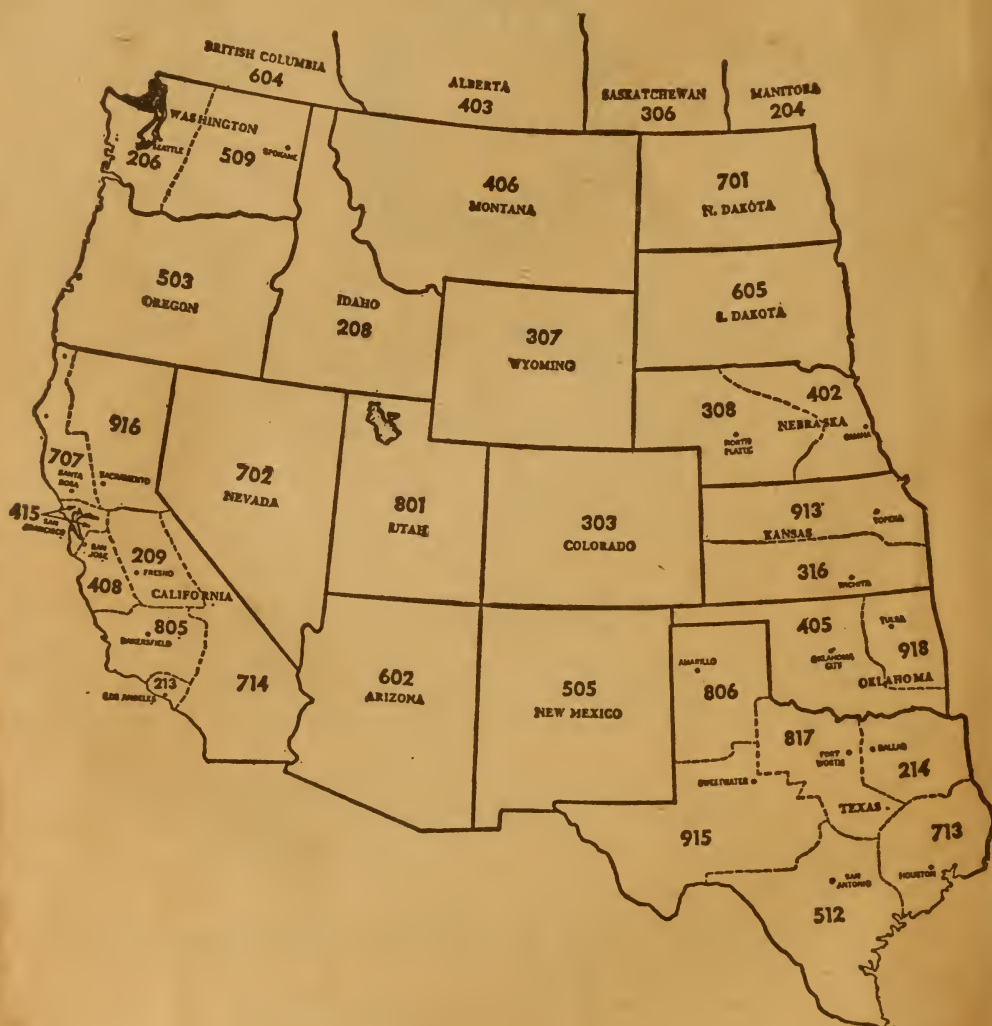 BRITISH COLUMBIA
604
ALBERTA
403
SASKATCHEWAN
306
MANITOBA
204
WASHINGTON
SEATTLE
206
509
SPOKANE
406
MONTANA
701
N. DAKOTA
503
OREGON
IDAHO
208
307
WYOMING
605
S. DAKOTA
916
707
SANTA
ROSA
SACRAMENTO
702
NEVADA
801
UTAH
303
COLORADO
308
NORTH
PLATTE
402
NEBRASKA
OMAHA
913
KANSAS
TOPEKA
316
WICHITA
415
SAN
FRANCISCO
SAN
JOSE
408
209
FRESNO
CALIFORNIA
805
BAKERSFIELD
213
LOS ANGELES
714
602
ARIZONA
505
NEW MEXICO
405
OKLAHOMA
CITY
TULSA
918
OKLAHOMA
AMARILLO
806
817
FORT
WORTH
DALLAS
214
SWEETWATER
TEXAS
915
713
HOUSTON
SAN
ANTONIO
512